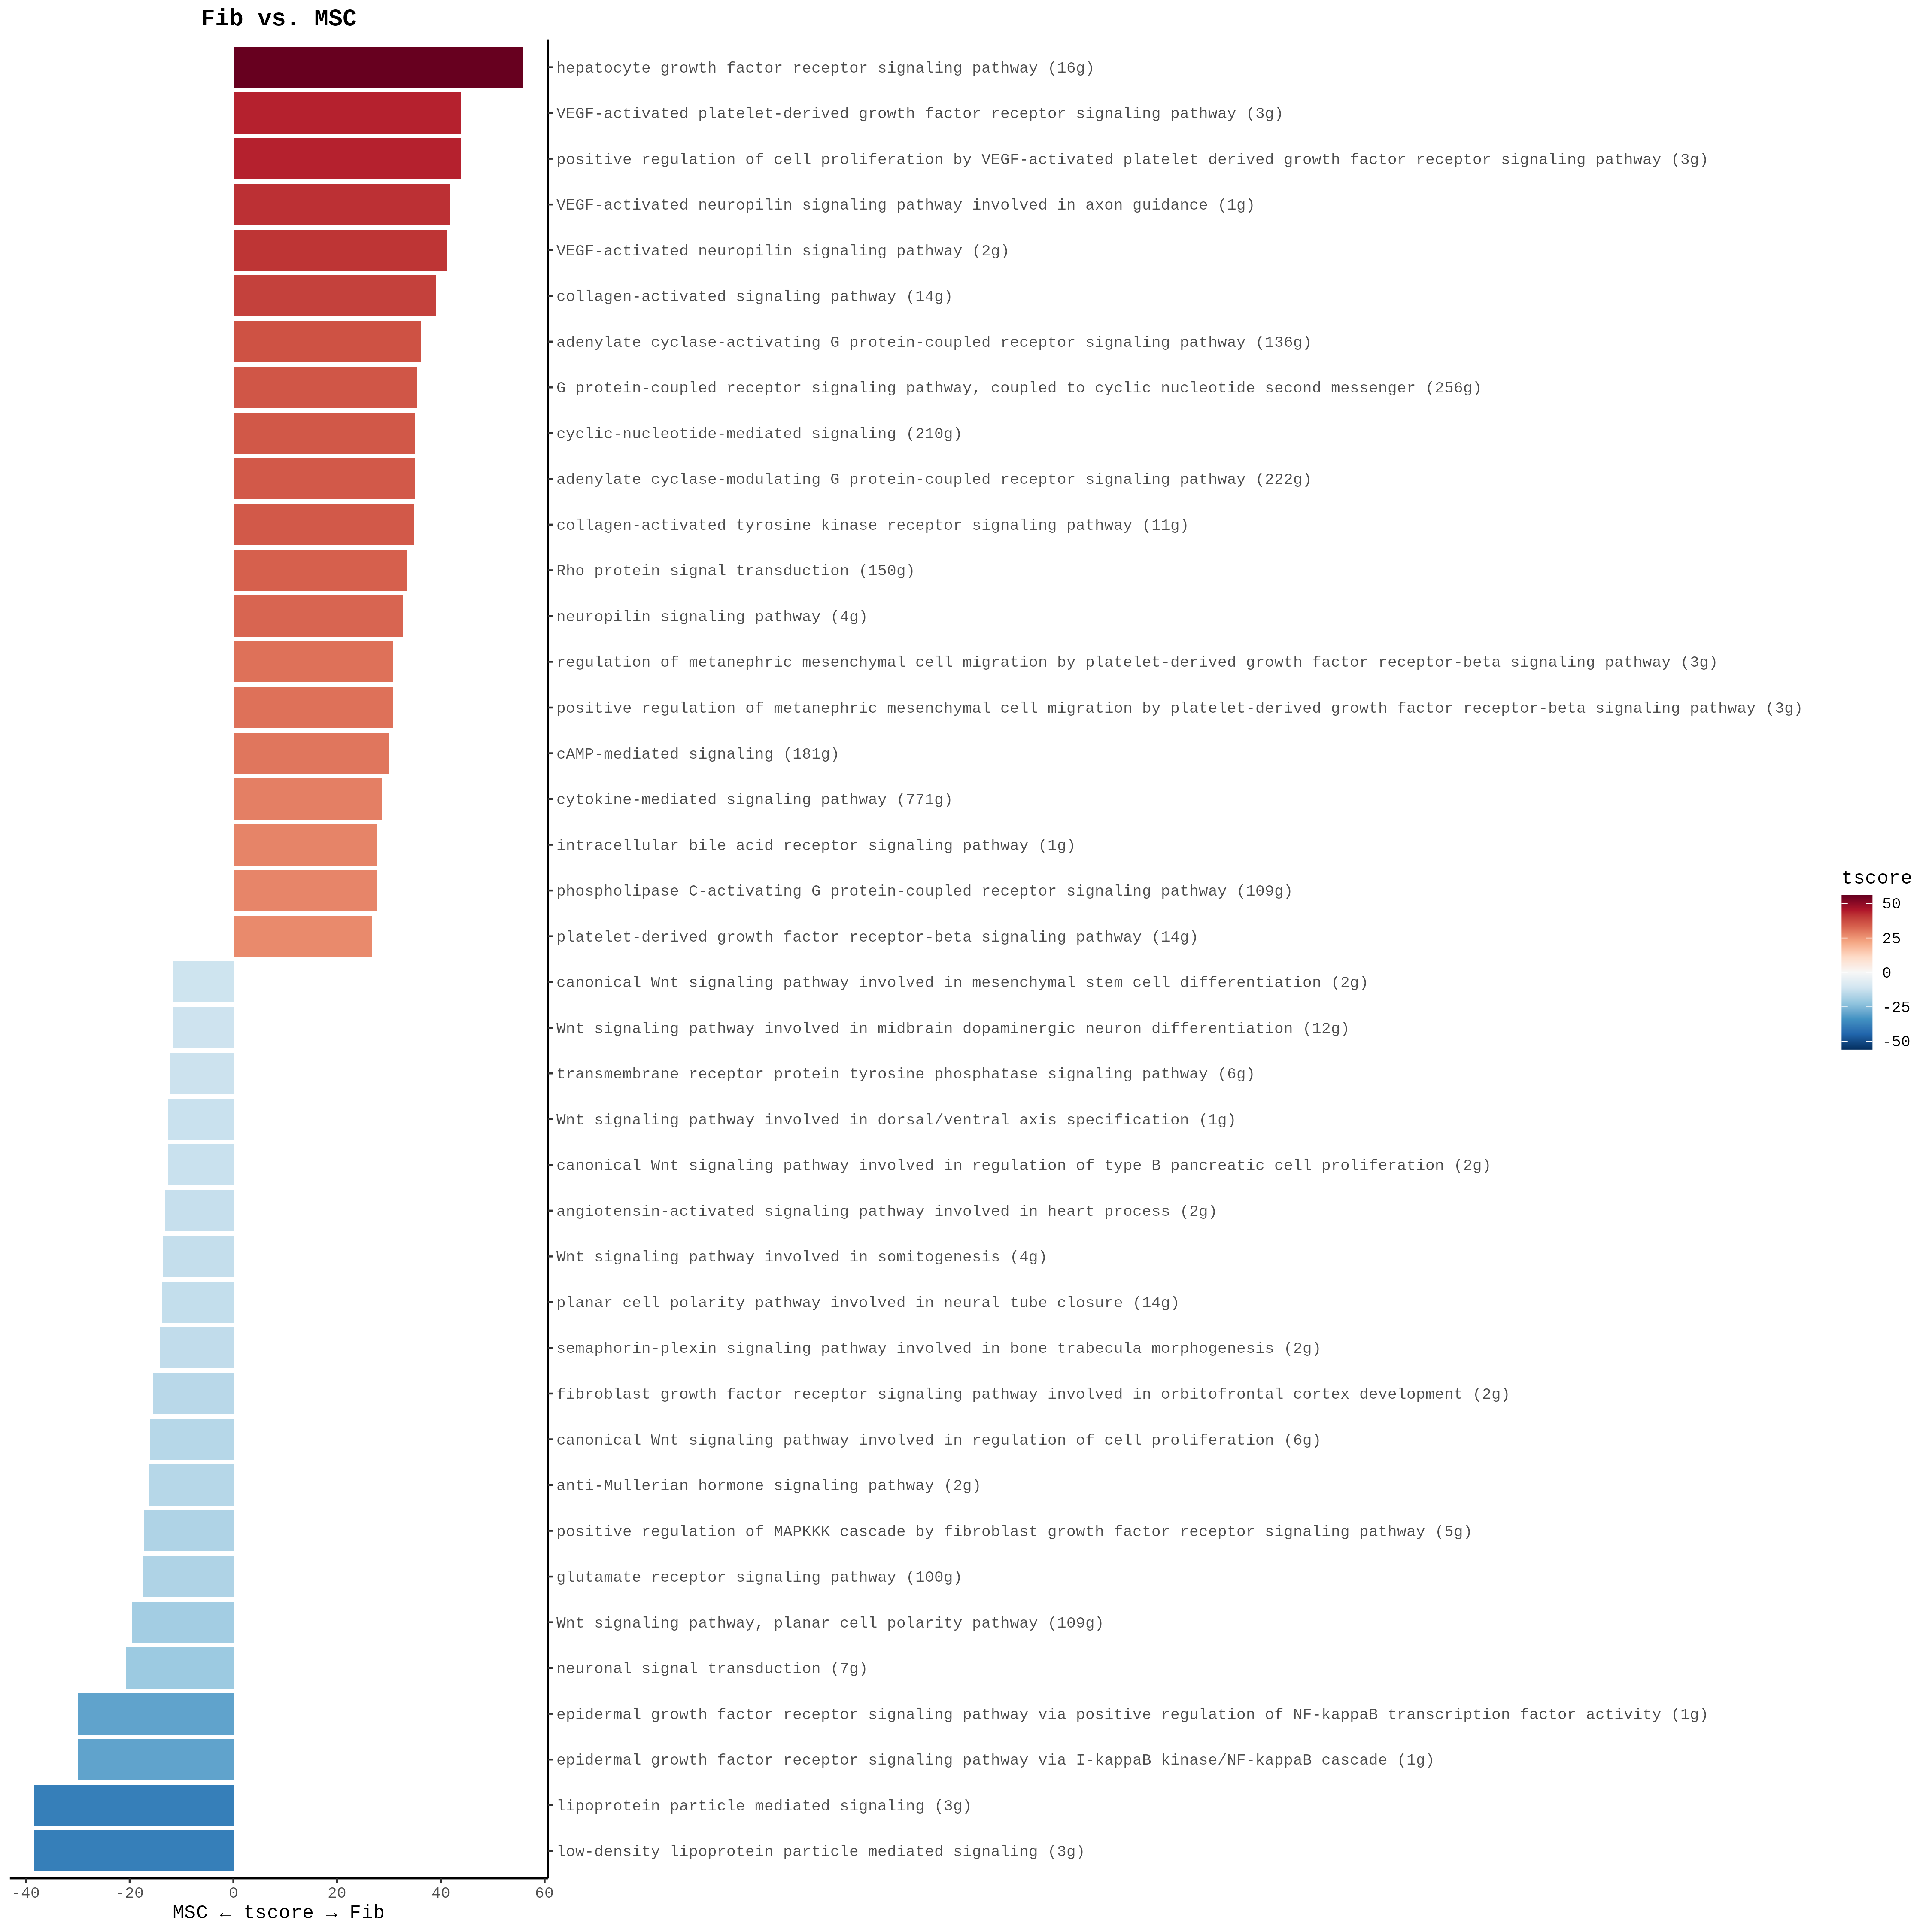 Fib vs. MSC
hepatocyte growth factor receptor signaling pathway (16g)
VEGF-activated platelet-derived growth factor receptor signaling pathway (3g)
positive regulation of cell proliferation by VEGF-activated platelet derived growth factor receptor signaling pathway (3g)
VEGF-activated neuropilin signaling pathway involved in axon guidance (1g)
VEGF-activated neuropilin signaling pathway (2g)
collagen-activated signaling pathway (14g)
adenylate cyclase-activating G protein-coupled receptor signaling pathway (136g)
G protein-coupled receptor signaling pathway, coupled to cyclic nucleotide second messenger (256g)
cyclic-nucleotide-mediated signaling (210g)
adenylate cyclase-modulating G protein-coupled receptor signaling pathway (222g)
collagen-activated tyrosine kinase receptor signaling pathway (11g)
Rho protein signal transduction (150g)
neuropilin signaling pathway (4g)
regulation of metanephric mesenchymal cell migration by platelet-derived growth factor receptor-beta signaling pathway (3g)
positive regulation of metanephric mesenchymal cell migration by platelet-derived growth factor receptor-beta signaling pathway (3g)
cAMP-mediated signaling (181g)
cytokine-mediated signaling pathway (771g)
intracellular bile acid receptor signaling pathway (1g)
phospholipase C-activating G protein-coupled receptor signaling pathway (109g)
platelet-derived growth factor receptor-beta signaling pathway (14g)
canonical Wnt signaling pathway involved in mesenchymal stem cell differentiation (2g)
Wnt signaling pathway involved in midbrain dopaminergic neuron differentiation (12g)
transmembrane receptor protein tyrosine phosphatase signaling pathway (6g)
Wnt signaling pathway involved in dorsal/ventral axis specification (1g)
canonical Wnt signaling pathway involved in regulation of type B pancreatic cell proliferation (2g)
angiotensin-activated signaling pathway involved in heart process (2g)
Wnt signaling pathway involved in somitogenesis (4g)
planar cell polarity pathway involved in neural tube closure (14g)
semaphorin-plexin signaling pathway involved in bone trabecula morphogenesis (2g)
fibroblast growth factor receptor signaling pathway involved in orbitofrontal cortex development (2g)
canonical Wnt signaling pathway involved in regulation of cell proliferation (6g)
anti-Mullerian hormone signaling pathway (2g)
positive regulation of MAPKKK cascade by fibroblast growth factor receptor signaling pathway (5g)
glutamate receptor signaling pathway (100g)
Wnt signaling pathway, planar cell polarity pathway (109g)
neuronal signal transduction (7g)
epidermal growth factor receptor signaling pathway via positive regulation of NF-kappaB transcription factor activity (1g)
epidermal growth factor receptor signaling pathway via I-kappaB kinase/NF-kappaB cascade (1g)
lipoprotein particle mediated signaling (3g)
low-density lipoprotein particle mediated signaling (3g)
-40 -20 0 20 40 60
MSC ← tscore → Fib
tscore
50
25
0
-25
-50